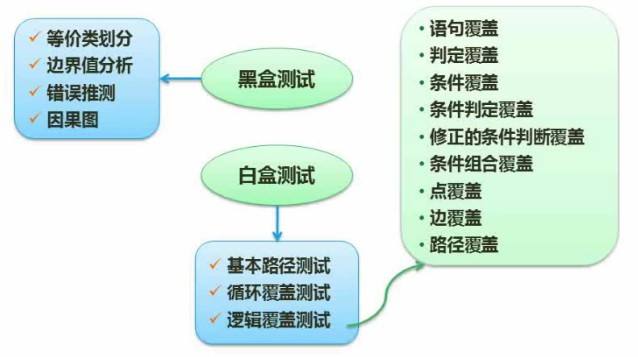 等价类划分
边界值分析
错误推测
因果图
黑盒测试
白盒测试
基本路径测试
循环覆盖测试
逻辑覆盖测试
语句覆盖
判定覆盖
条件覆盖
条件判定覆盖
修正的条件判断覆盖
条件组合覆盖
点覆盖
边覆盖
路径覆盖